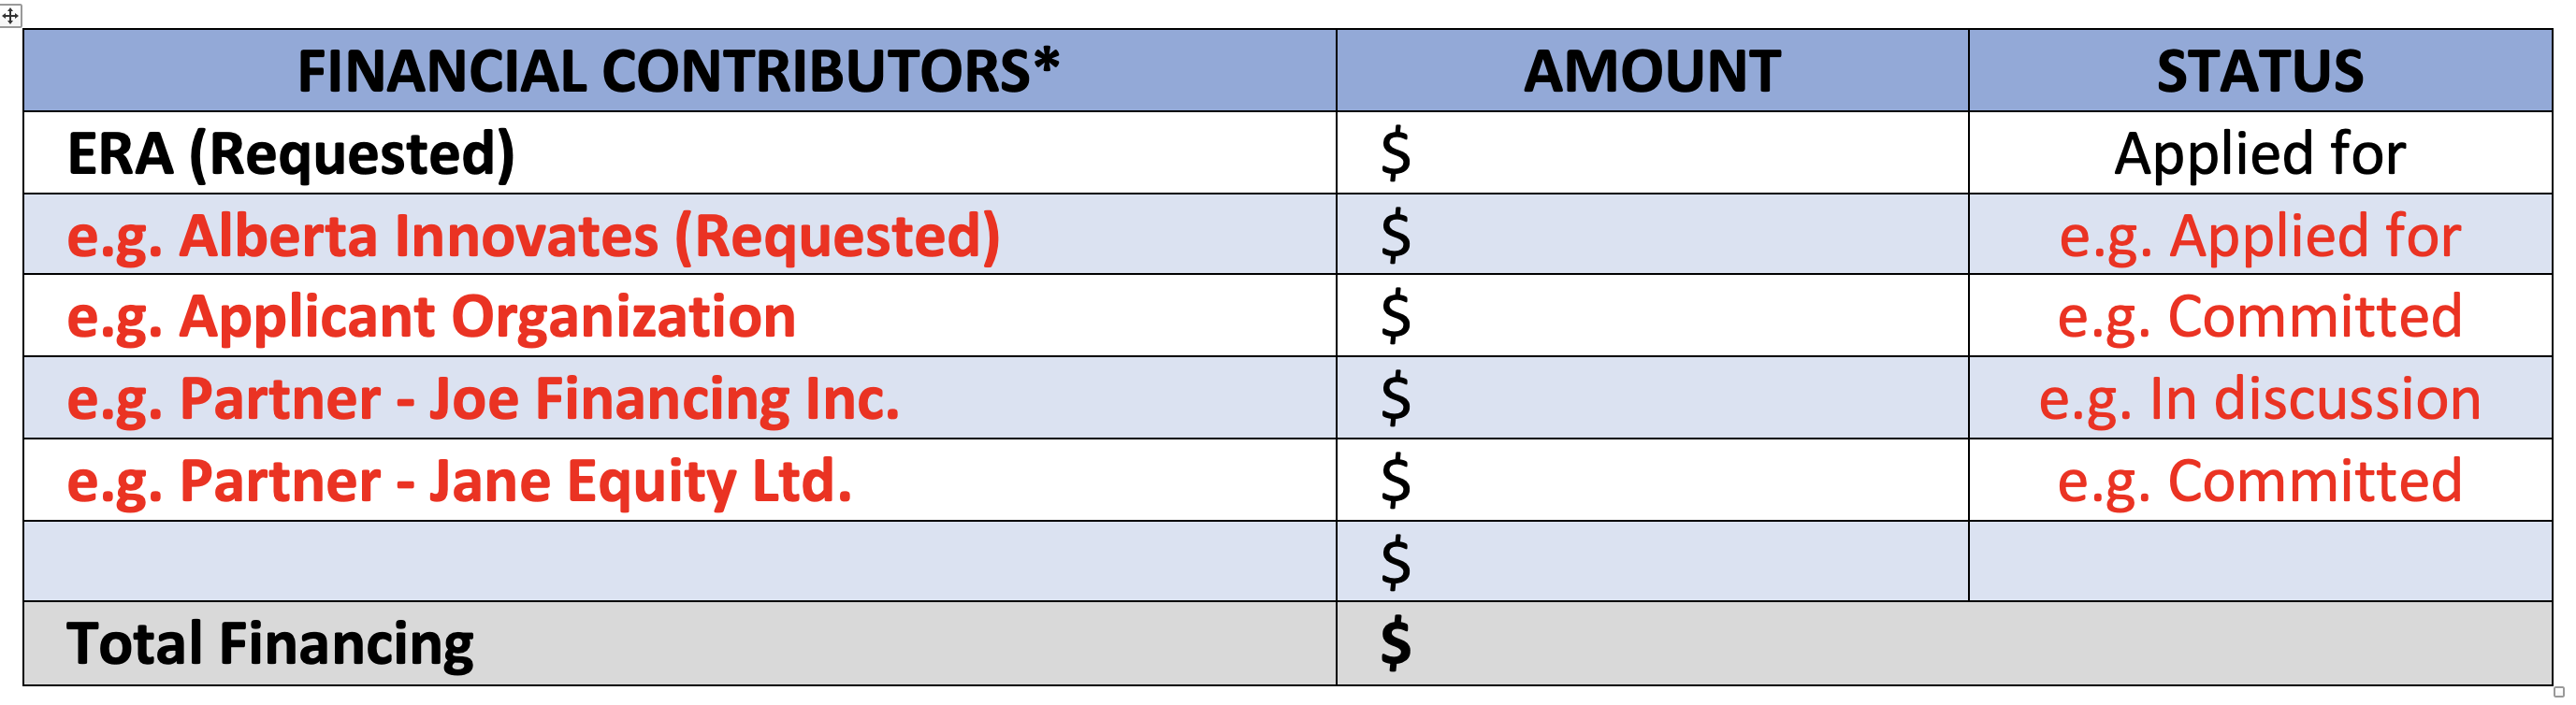 FINANCIAL CONTRIBUTORS* AMOUNT STATUS
ERA (Requested) $ Applied for
e.g. Alberta Innovates (Requested) $ e.g. Applied for
e.g. Applicant Organization $ e.g. Committed
e.g. Partner - Joe Financing Inc. $ e.g. In discussion
e.g. Partner - Jane Equity Ltd. $ e.g. Committed
$
Total Financing $